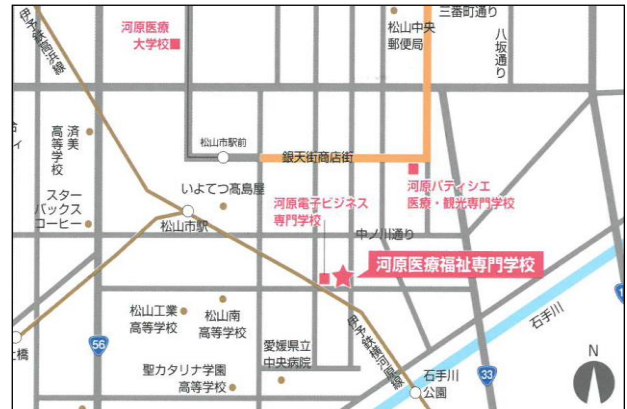 三番町通り
松山中央
郵便局
八坂通り
河原医療
大学校
伊予鉄高浜線
松山市駅前
銀天街商店街
済美
高等学校
いよてつ髙島屋
河原パティシエ
医療・観光専門学校
スター
バックス
コーヒー
松山市駅
河原電子ビジネス
専門学校
中ノ川通り
河原医療福祉専門学校
松山工業
高等学校
松山南
高等学校
石手川
56
愛媛県立
中央病院
伊予鉄横河原線
聖カタリナ学園
高等学校
石手川
公園
33
N